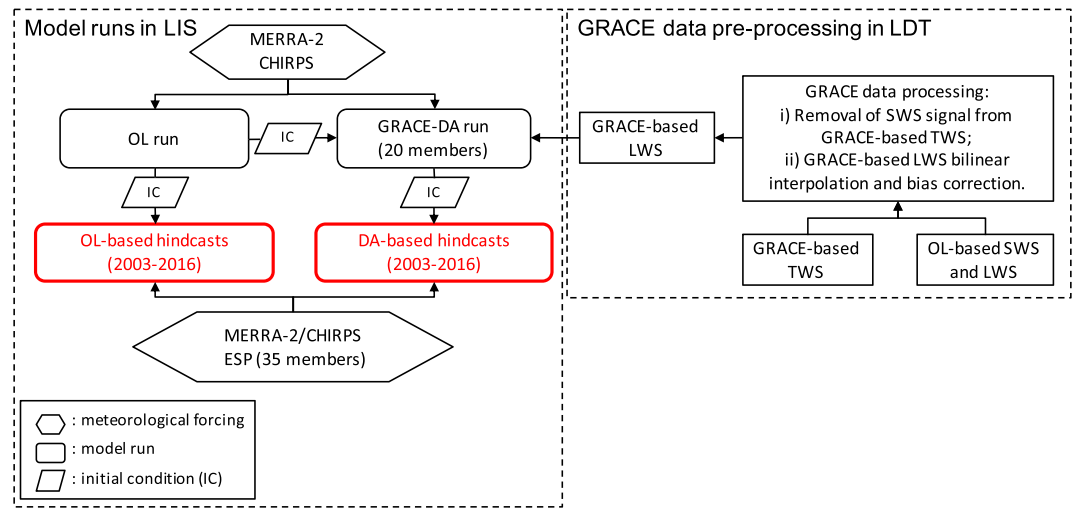 Model runs in LIS
MERRA-2
CHIRPS
OL run
IC
GRACE-DA run
(20 members)
IC
IC
OL-based hindcasts
(2003-2016)
DA-based hindcasts
(2003-2016)
MERRA-2/CHIRPS
ESP (35 members)
: meteorological forcing
: model run
: initial condition (IC)
GRACE data pre-processing in LDT
GRACE-based
LWS
GRACE data processing:
i) Removal of SWS signal from
GRACE-based TWS;
ii) GRACE-based LWS bilinear
interpolation and bias correction.
GRACE-based
TWS
OL-based SWS
and LWS